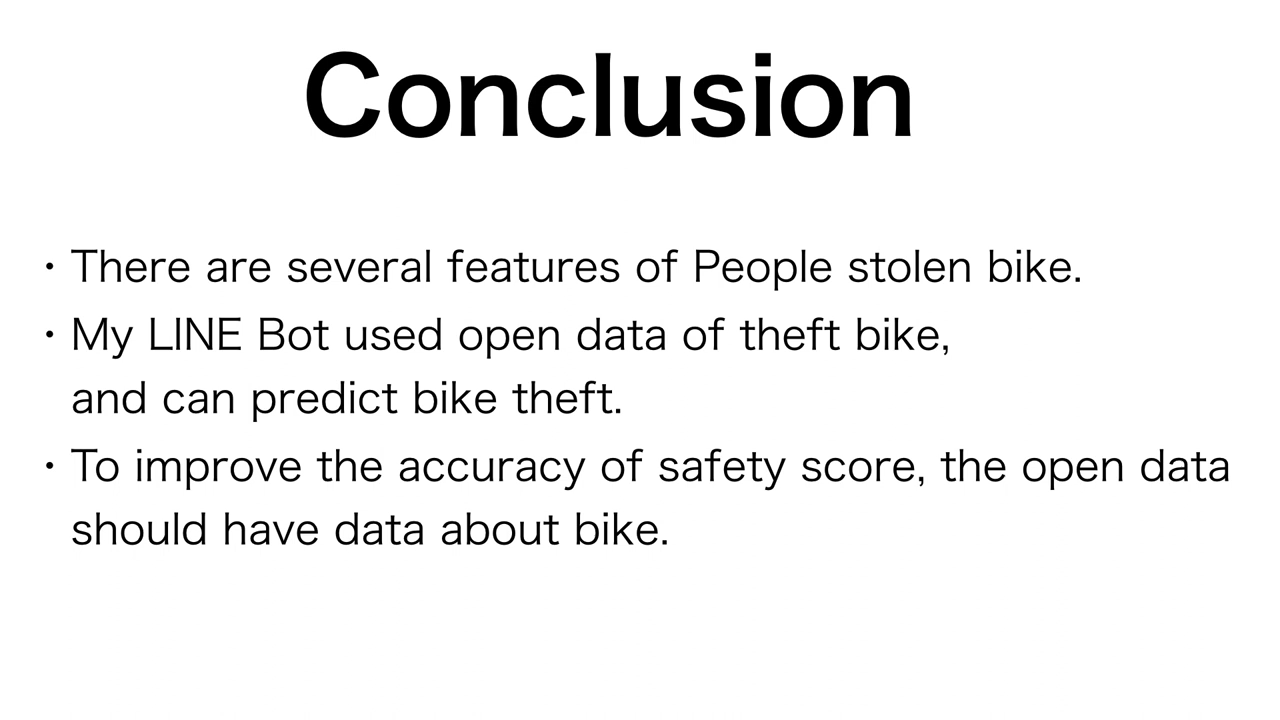 Conclusion
・There are several features of People stolen bike.
・My LINE Bot used open data of theft bike,
and can predict bike theft.
・To improve the accuracy of safety score, the open data
should have data about bike.